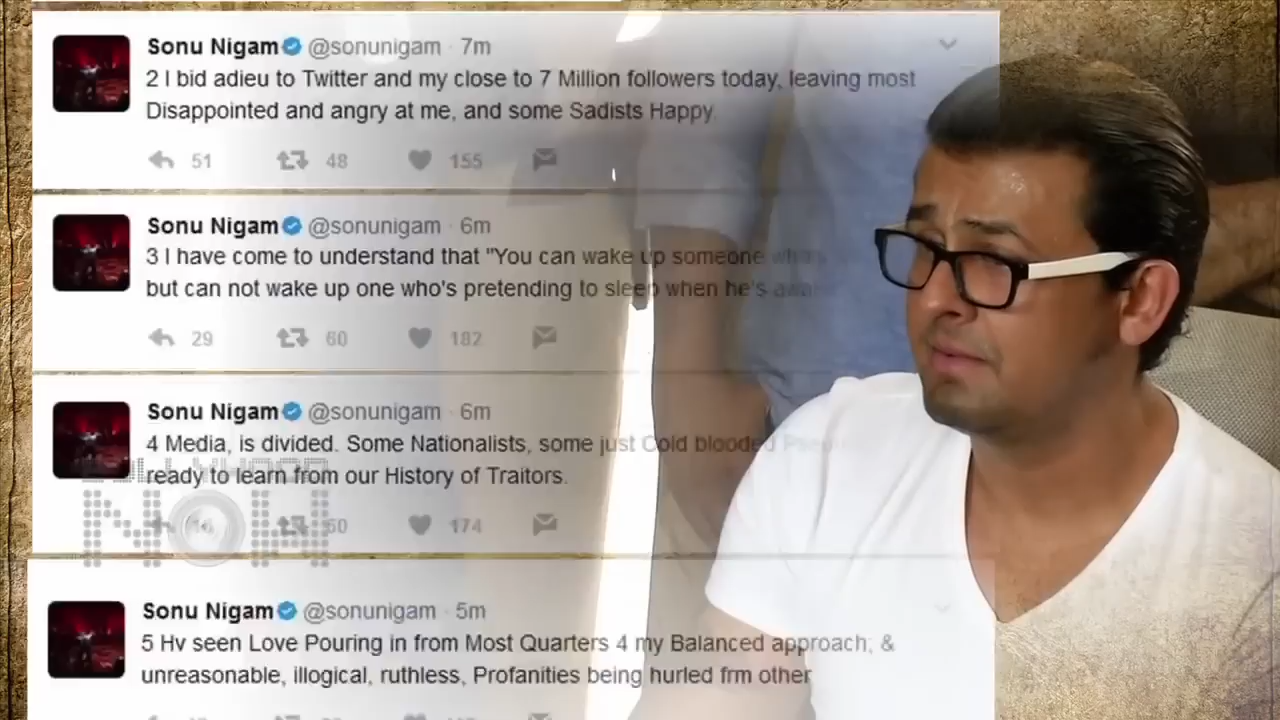 Sonu Nigam @sonunigam · 7m
2 I bid adieu to Twitter and my close to 7 Million followers today, leaving most
Disappointed and angry at me, and some Sadists Happy.
51 48 155
Sonu Nigam @sonunigam · 6m
3 I have come to understand that "You can wake up someone who's
but can not wake up one who's pretending to sleep when he's
29 60 182
Sonu Nigam @sonunigam · 6m
4 Media, is divided. Some Nationalists, some just Cold blooded
ready to learn from our History of Traitors.
50 174
NOW
Sonu Nigam @sonunigam · 5m
5 Hv seen Love Pouring in from Most Quarters 4 my Balanced approach; &
unreasonable, illogical, ruthless, Profanities being hurled frm other